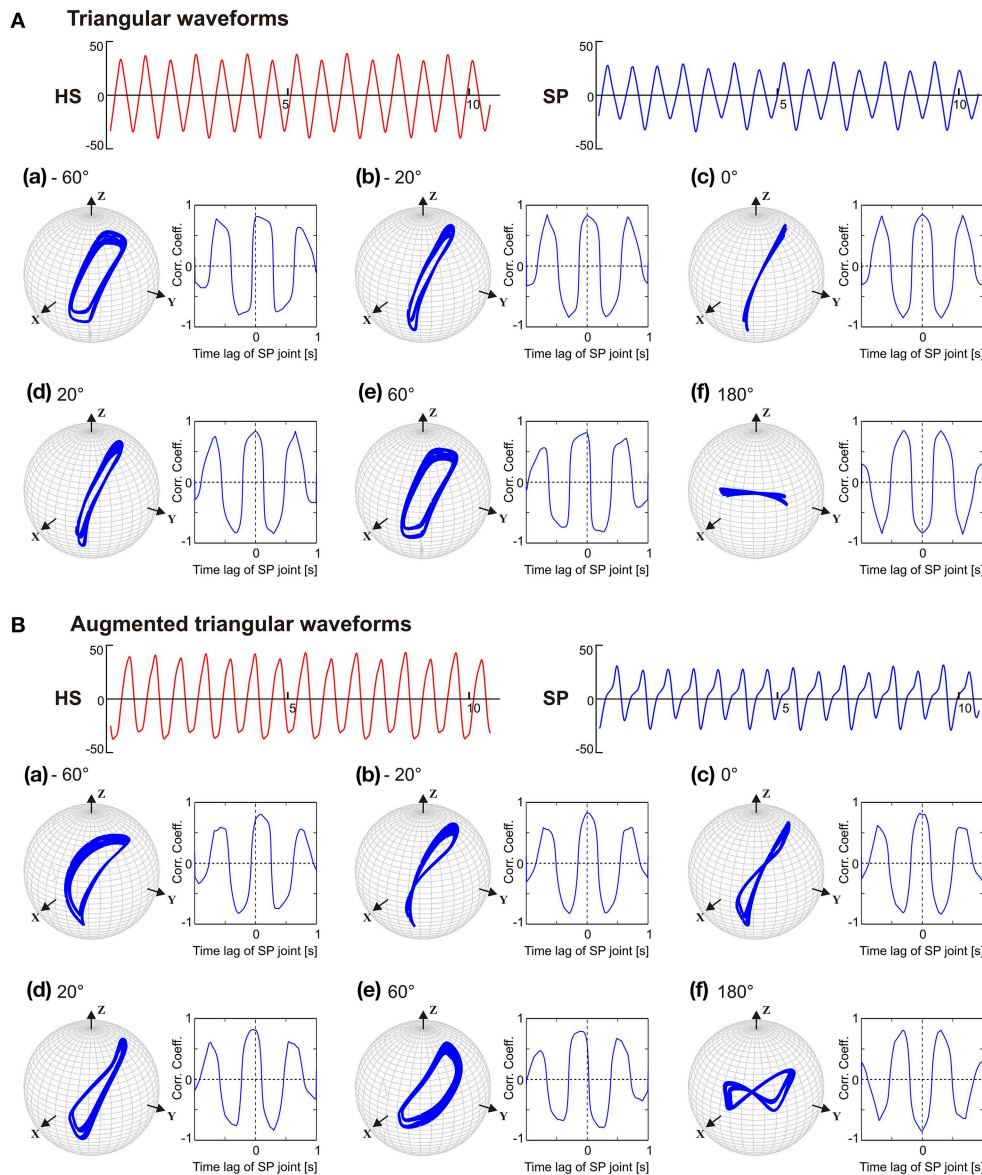 A Triangular waveforms
50 50
HS 0 5 10 SP 0 5 10
-50 -50
(a) - 60° (b) - 20° (c) 0°
Z X Y
Corr. Coeff. 1 0 -1
0 1
Time lag of SP joint [s]
Z X Y
Corr. Coeff. 1 0 -1
0 1
Time lag of SP joint [s]
Z X Y
Corr. Coeff. 1 0 -1
0 1
Time lag of SP joint [s]
(d) 20° (e) 60° (f) 180°
Z X Y
Corr. Coeff. 1 0 -1
0 1
Time lag of SP joint [s]
Z X Y
Corr. Coeff. 1 0 -1
0 1
Time lag of SP joint [s]
Z X Y
Corr. Coeff. 1 0 -1
0 1
Time lag of SP joint [s]
B Augmented triangular waveforms
50 50
HS 0 5 10 SP 0 5 10
-50 -50
(a) - 60° (b) - 20° (c) 0°
Z X Y
Corr. Coeff. 1 0 -1
0 1
Time lag of SP joint [s]
Z X Y
Corr. Coeff. 1 0 -1
0 1
Time lag of SP joint [s]
Z X Y
Corr. Coeff. 1 0 -1
0 1
Time lag of SP joint [s]
(d) 20° (e) 60° (f) 180°
Z X Y
Corr. Coeff. 1 0 -1
0 1
Time lag of SP joint [s]
Z X Y
Corr. Coeff. 1 0 -1
0 1
Time lag of SP joint [s]
Z X Y
Corr. Coeff. 1 0 -1
0 1
Time lag of SP joint [s]